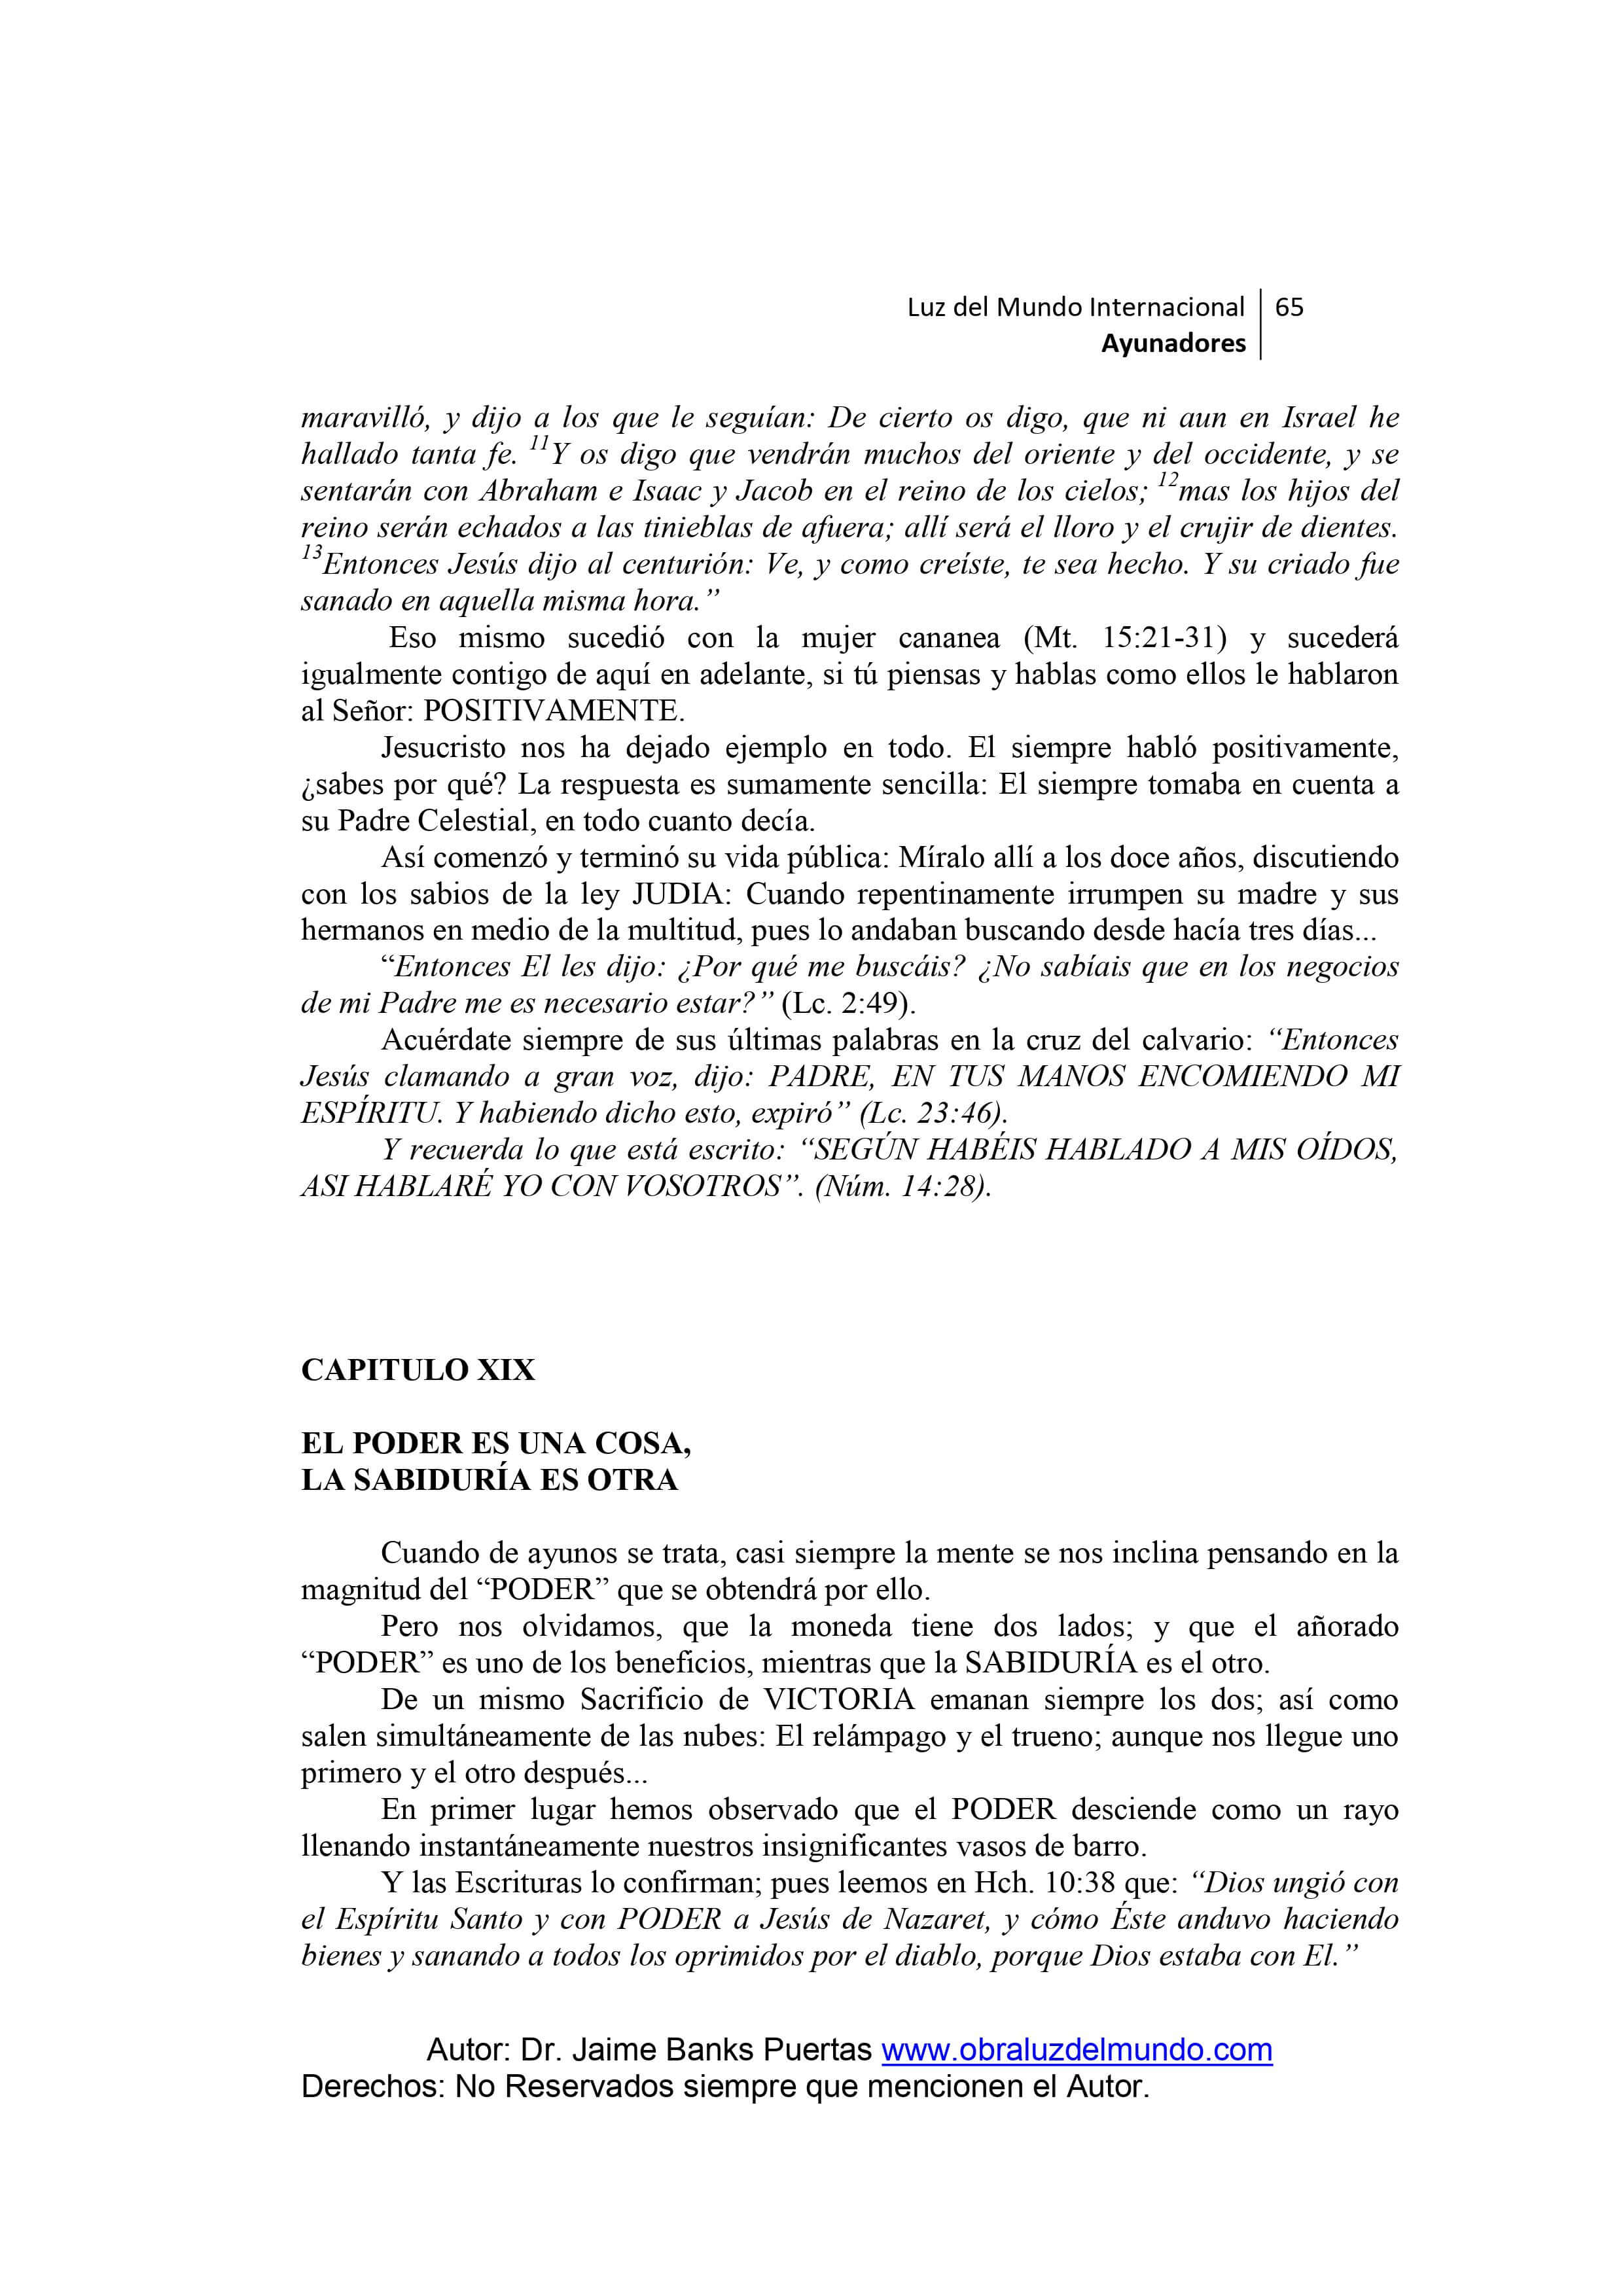 Luz del Mundo Internacional 65
Ayunadores
maravilló, y dijo a los que le seguían: De cierto os digo, que ni aun en Israel he
hallado tanta fe. 11Y os digo que vendrán muchos del oriente y del occidente, y se
sentarán con Abraham e Isaac y Jacob en el reino de los cielos; 12mas los hijos del
reino serán echados a las tinieblas de afuera; allí será el lloro y el crujir de dientes.
13Entonces Jesús dijo al centurión: Ve, y como creíste, te sea hecho. Y su criado fue
sanado en aquella misma hora.”
Eso mismo sucedió con la mujer cananea (Mt. 15:21-31) y sucederá
igualmente contigo de aquí en adelante, si tú piensas y hablas como ellos le hablaron
al Señor: POSITIVAMENTE.
Jesucristo nos ha dejado ejemplo en todo. El siempre habló positivamente,
¿sabes por qué? La respuesta es sumamente sencilla: El siempre tomaba en cuenta a
su Padre Celestial, en todo cuanto decía.
Así comenzó y terminó su vida pública: Míralo allí a los doce años, discutiendo
con los sabios de la ley JUDIA: Cuando repentinamente irrumpen su madre y sus
hermanos en medio de la multitud, pues lo andaban buscando desde hacía tres días...
“Entonces El les dijo: ¿Por qué me buscáis? ¿No sabíais que en los negocios
de mi Padre me es necesario estar?” (Lc. 2:49).
Acuérdate siempre de sus últimas palabras en la cruz del calvario: “Entonces
Jesús clamando a gran voz, dijo: PADRE, EN TUS MANOS ENCOMIENDO MI
ESPÍRITU. Y habiendo dicho esto, expiró” (Lc. 23:46).
Y recuerda lo que está escrito: “SEGÚN HABÉIS HABLADO A MIS OÍDOS,
ASI HABLARÉ YO CON VOSOTROS”. (Núm. 14:28).
CAPITULO XIX
EL PODER ES UNA COSA,
LA SABIDURÍA ES OTRA
Cuando de ayunos se trata, casi siempre la mente se nos inclina pensando en la
magnitud del “PODER” que se obtendrá por ello.
Pero nos olvidamos, que la moneda tiene dos lados; y que el añorado
“PODER” es uno de los beneficios, mientras que la SABIDURÍA es el otro.
De un mismo Sacrificio de VICTORIA emanan siempre los dos; así como
salen simultáneamente de las nubes: El relámpago y el trueno; aunque nos llegue uno
primero y el otro después...
En primer lugar hemos observado que el PODER desciende como un rayo
llenando instantáneamente nuestros insignificantes vasos de barro.
Y las Escrituras lo confirman; pues leemos en Hch. 10:38 que: “Dios ungió con
el Espíritu Santo y con PODER a Jesús de Nazaret, y cómo Éste anduvo haciendo
bienes y sanando a todos los oprimidos por el diablo, porque Dios estaba con El.”
Autor: Dr. Jaime Banks Puertas www.obraluzdelmundo.com
Derechos: No Reservados siempre que mencionen el Autor.